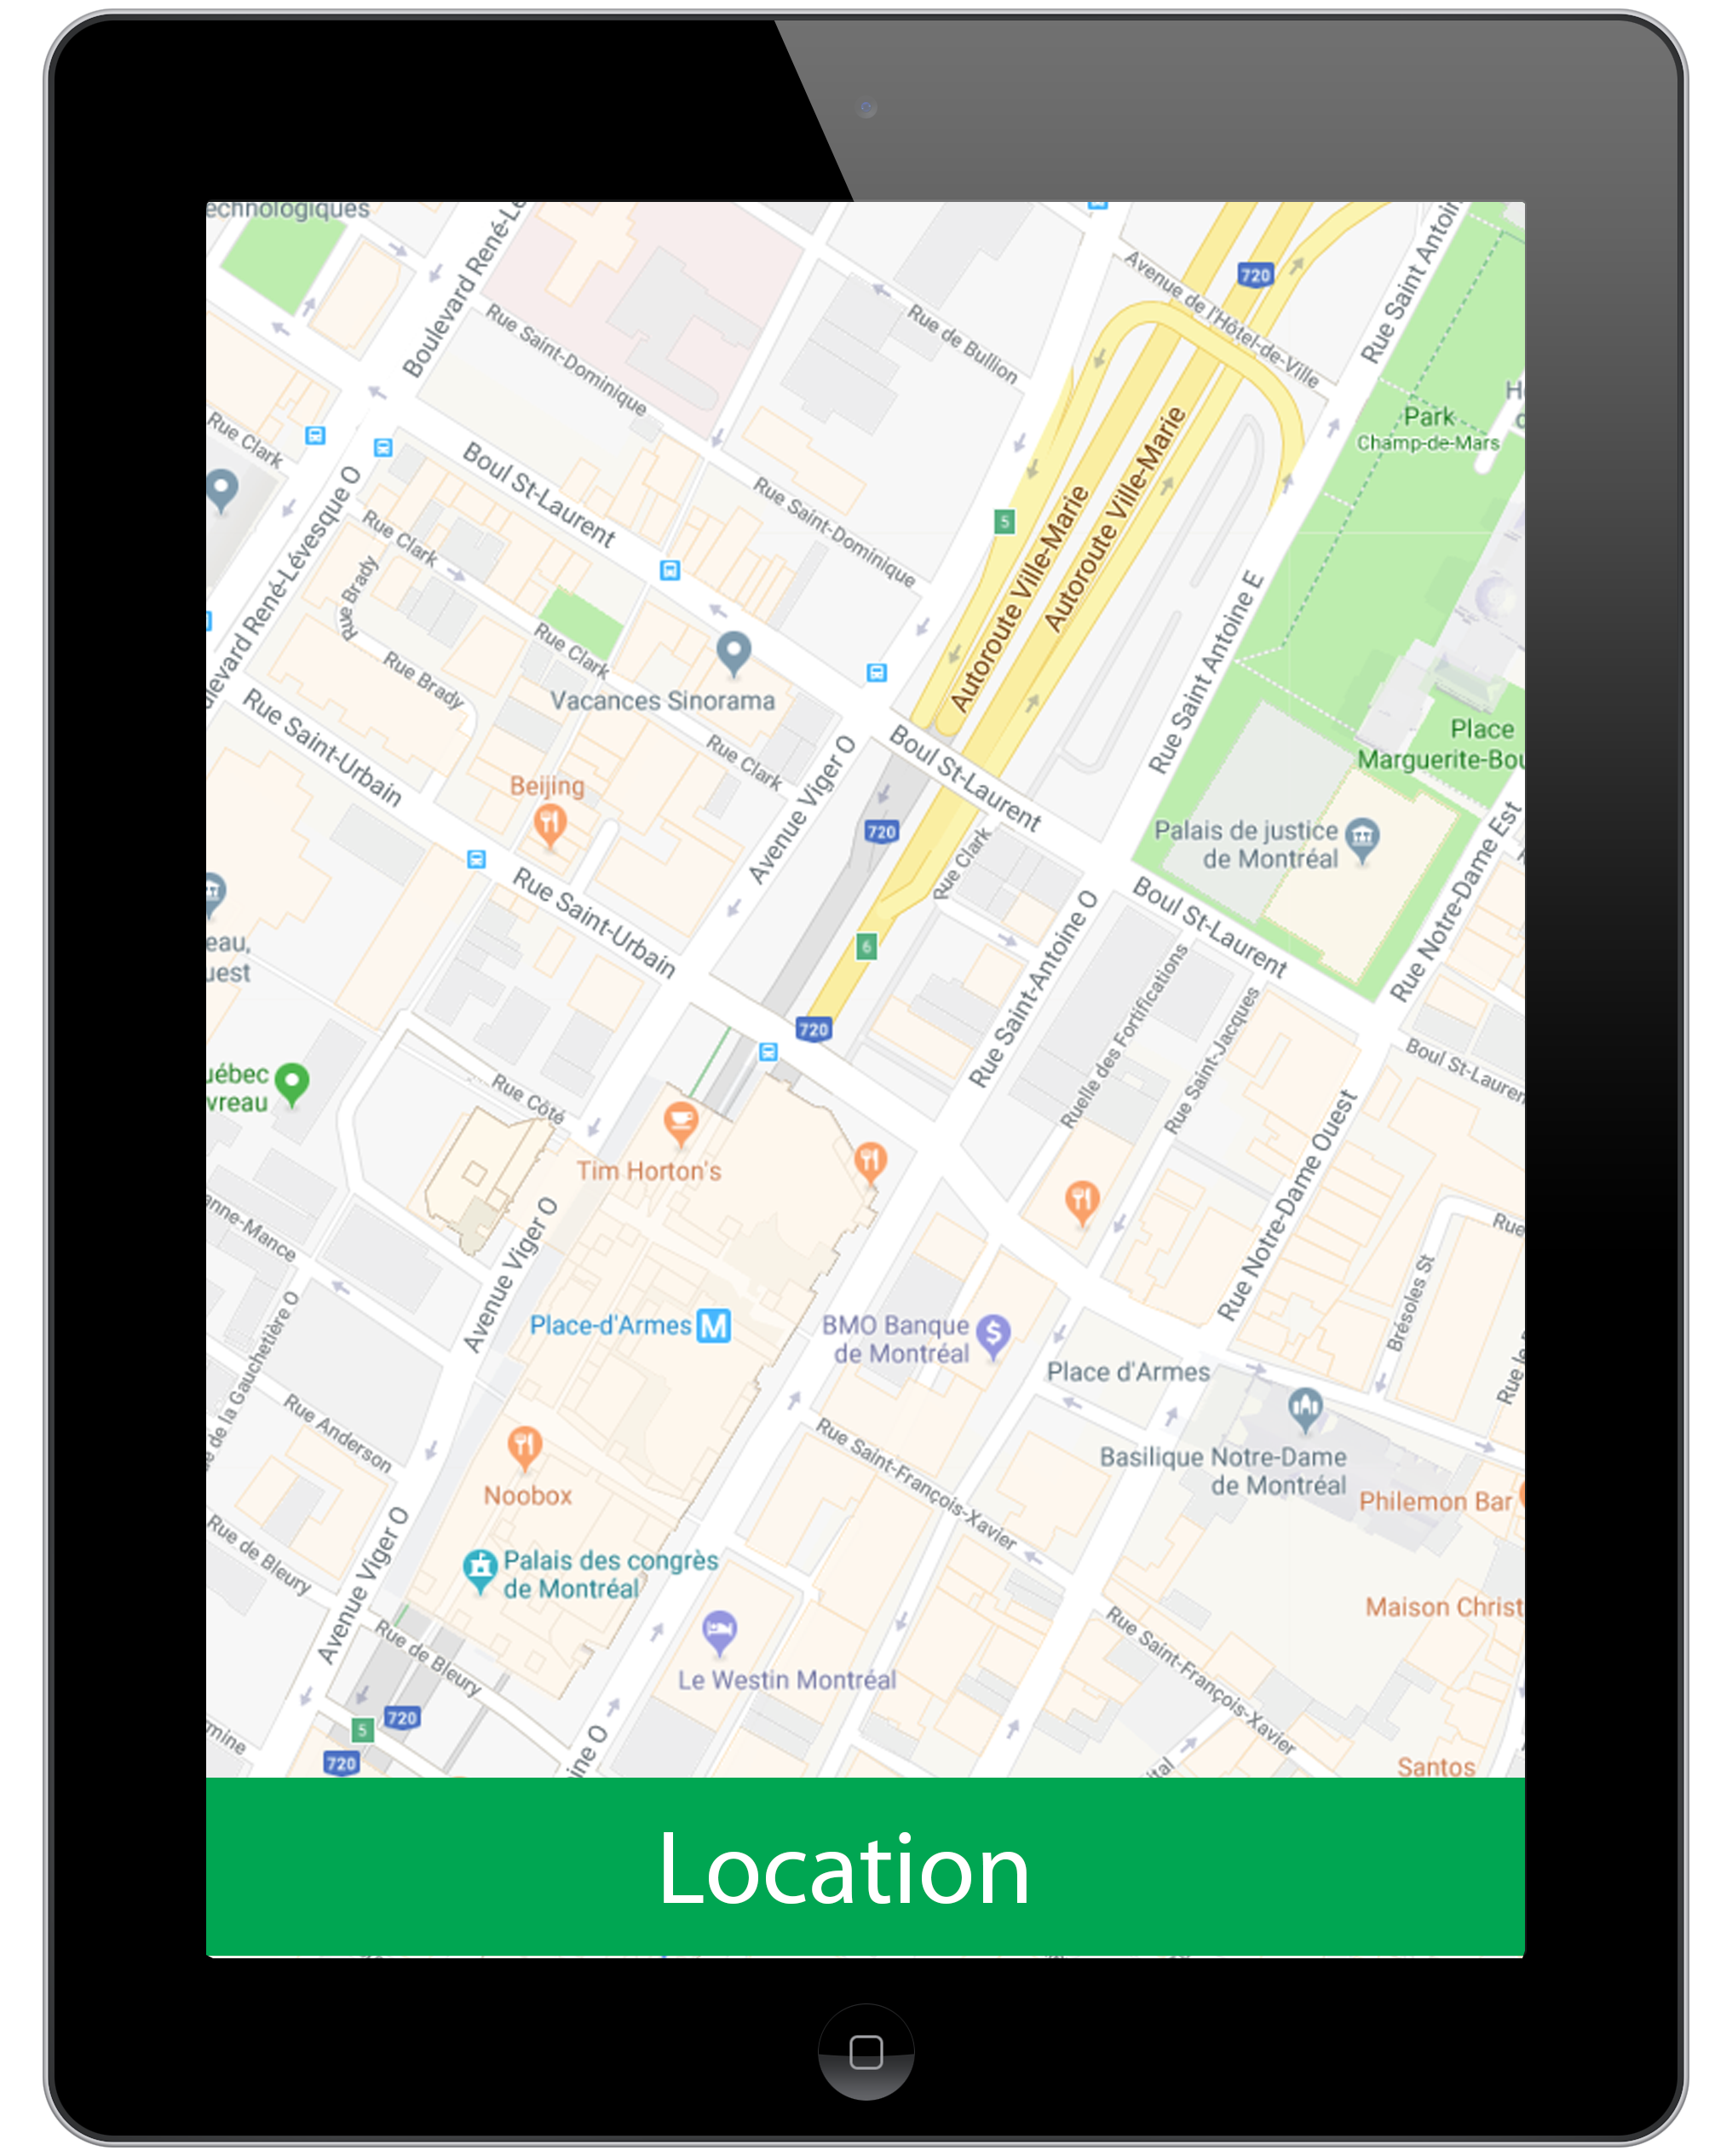 echnologiques
Boulevard René-Lé
Rue Saint-Dominique
Rue de Bullion
Avenue de l'Hôtel-de-Ville
720
Rue Saint Antoin
Park
Champ-de-Mars
Rue Clark
Boul St-Laurent
Rue Saint-Dominique
5
Autoroute Ville-Marie
Autoroute Ville-Marie
levard René-Lévesque O
Rue Clark
Rue Brady
Rue Clark
Rue Brady
Vacances Sinorama
Rue Saint Antoine E
Place
Marguerite-Bou
Rue Saint-Urbain
Rue Clark
Avenue Viger O
Boul St-Laurent
Beijing
720
Rue Clark
Palais de justice
de Montréal
Rue Notre-Dame Est
Rue Saint-Urbain
Boul St-Laurent
eau,
uest
6
Rue Saint-Antoine O
Ruelle des Fortifications
Rue Saint-Jacques
720
Boul St-Lauren
uébec
vreau
Rue Côté
Tim Horton's
Rue Notre-Dame Ouest
anne-Mance
Avenue Viger O
Rue
Brésoles St
Place-d'Armes M
BMO Banque
de Montréal
Place d'Armes
e de la Gauchetière O
Rue Anderson
Rue Saint-François-Xavier
Basilique Notre-Dame
de Montréal
Noobox
Philemon Bar
Rue de Bleury
Avenue Viger O
Palais des congrès
de Montréal
Maison Christ
Rue de Bleury
Le Westin Montréal
Rue Saint-François-Xavier
5
720
720
mine
ine O
ital
Santos
Location